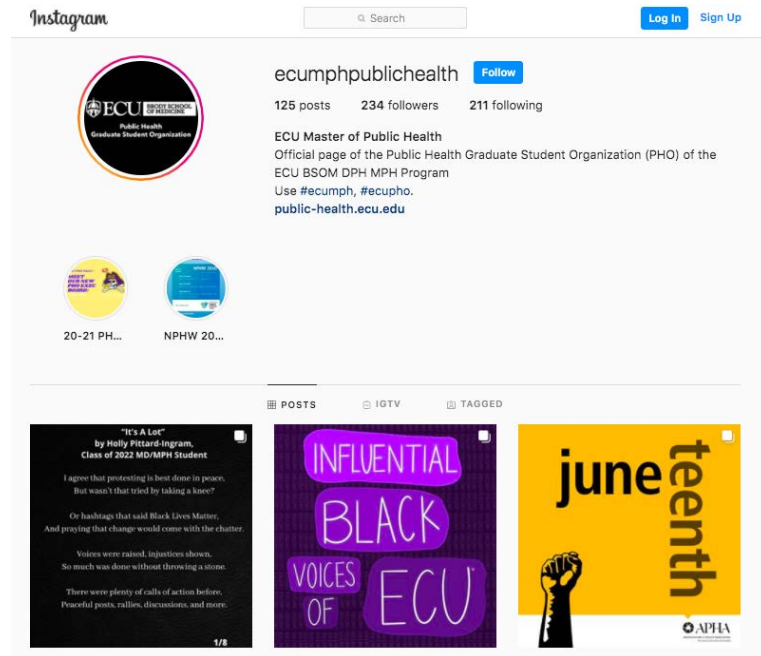 Instagram
Search
Log In
Sign Up
ECU
BRODY SCHOOL
OF MEDICINE
Public Health
Graduate Student Organization
ecumphpublichealth
Follow
125 posts
234 followers
211 following
ECU Master of Public Health
Official page of the Public Health Graduate Student Organization (PHO) of the
ECU BSOM DPH MPH Program
Use #ecumph, #ecupho.
public-health.ecu.edu
MEET
OUR NEW
PHO EXEC
BOARD!
20-21 PH...
NPHW 20...
POSTS
IGTV
TAGGED
"It's A Lot"
by Holly Pittard-Ingram,
Class of 2022 MD/MPH Student
I agree that protesting is best done in peace,
But wasn't that tried by taking a knee?
Or hashtags that said Black Lives Matter,
And praying that change would come with the chatter.
Voices were raised, injustices shown,
So much was done without throwing a stone.
There were plenty of calls of action before,
Peaceful posts, rallies, discussions, and more.
1/8
INFLUENTIAL
BLACK
VOICES
OF
ECU
june
teenth
APHA